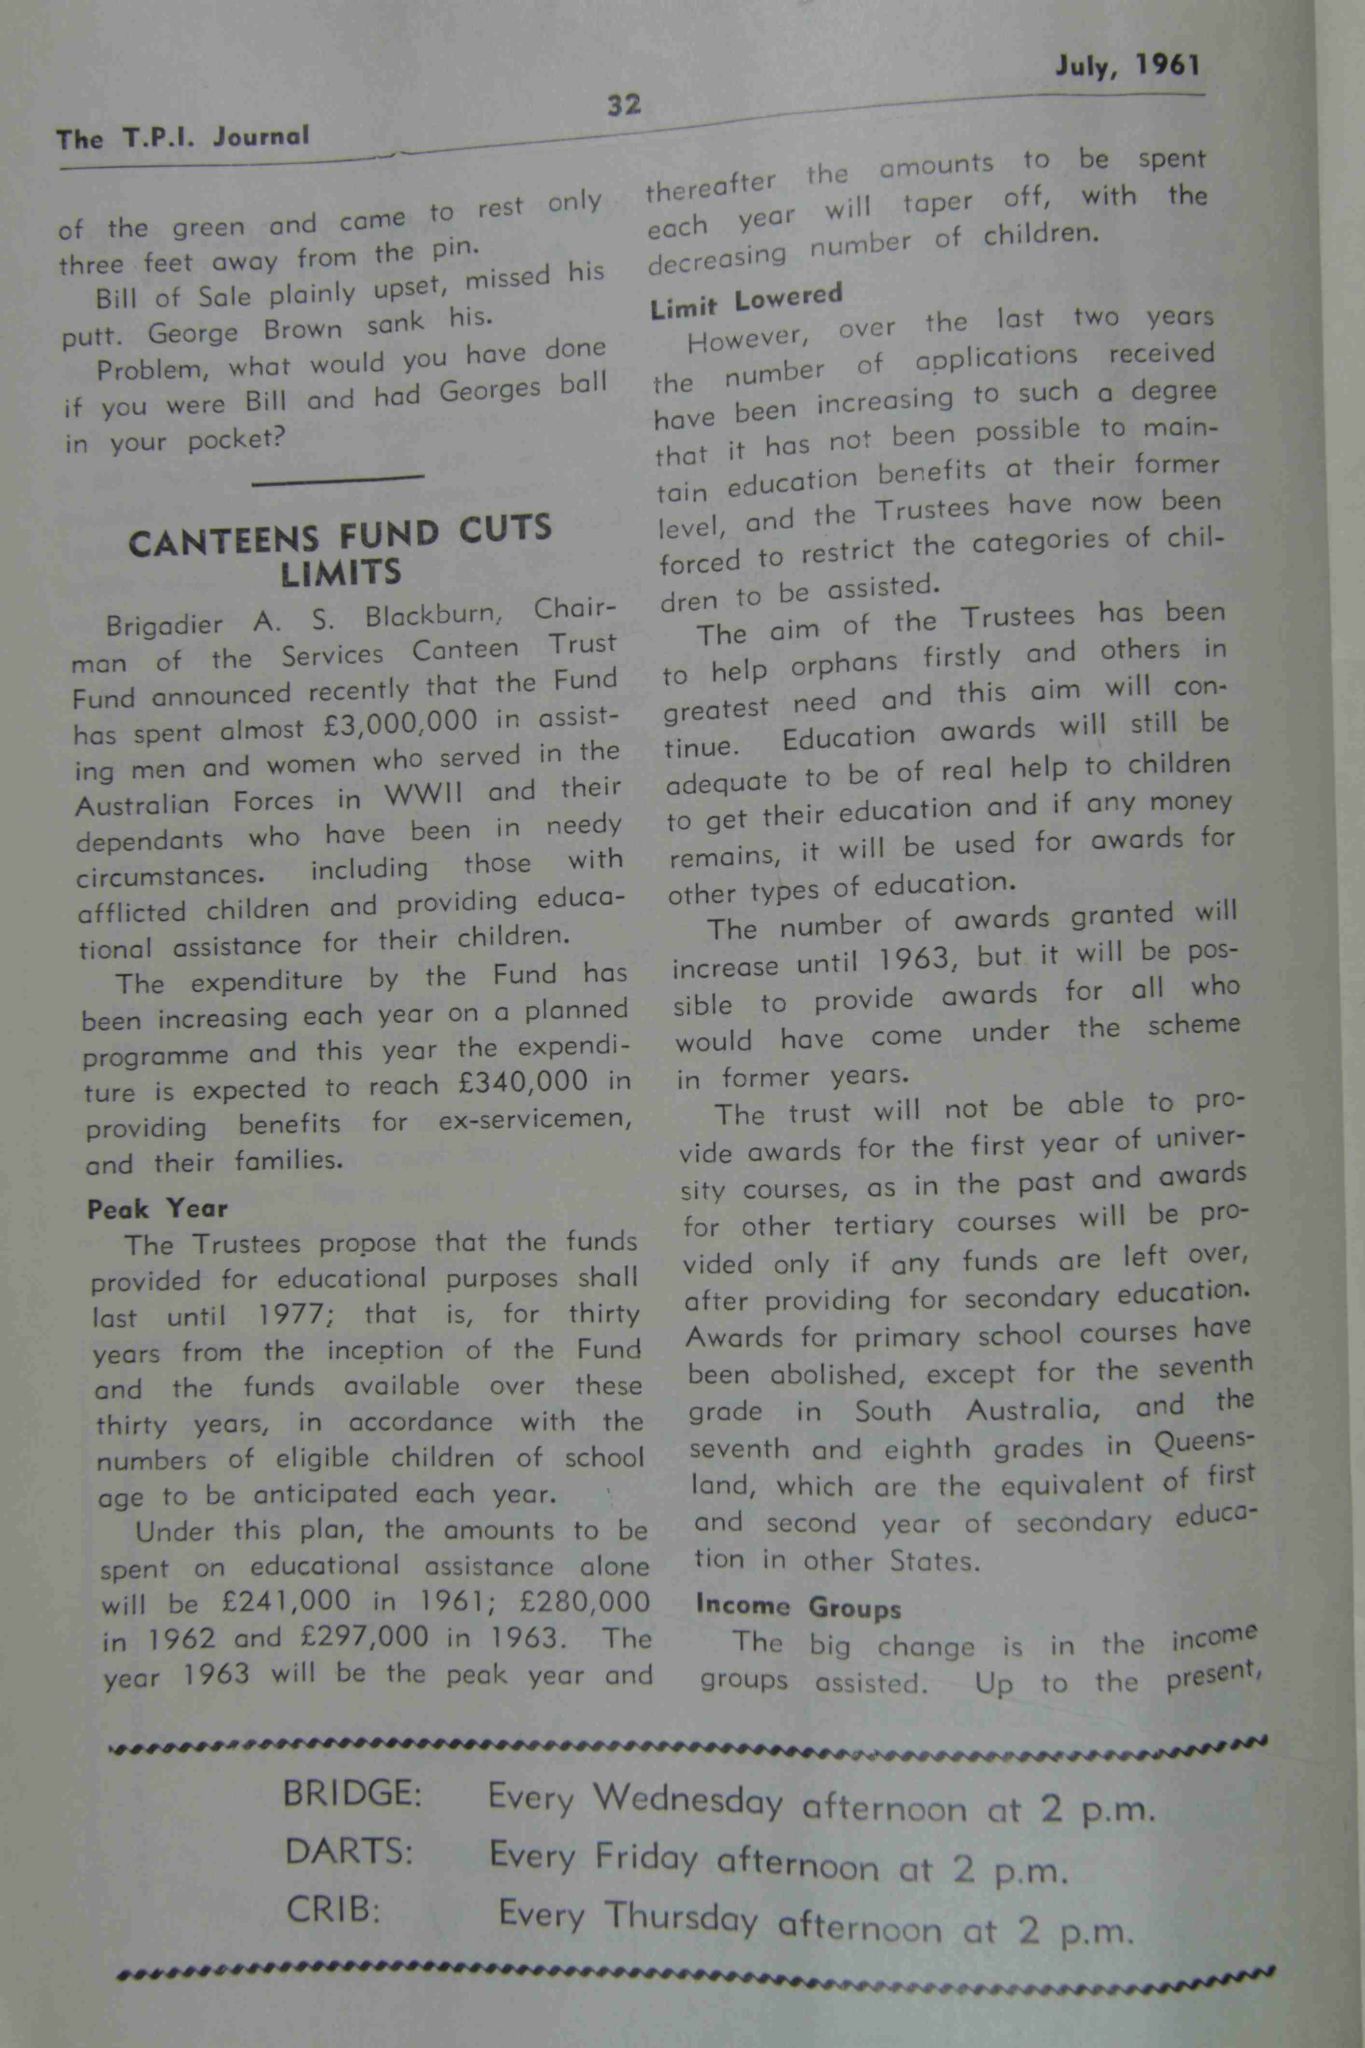 July, 1961
32
The T.P.I. Journal
of the green and came to rest only
three feet away from the pin.
Bill of Sale plainly upset, missed his
putt. George Brown sank his.
Problem, what would you have done
if you were Bill and had Georges ball
in your pocket?
CANTEENS FUND CUTS
LIMITS
Brigadier A. S. Blackburn, Chair-
man of the Services Canteen Trust
Fund announced recently that the Fund
has spent almost £3,000,000 in assist-
ing men and women who served in the
Australian Forces in WWII and their
dependants who have been in needy
circumstances. including those with
afflicted children and providing educa-
tional assistance for their children.
The expenditure by the Fund has
been increasing each year on a planned
programme and this year the expendi-
ture is expected to reach £340,000 in
providing benefits for ex-servicemen,
and their families.
Peak Year
The Trustees propose that the funds
provided for educational purposes shall
last until 1977; that is, for thirty
years from the inception of the Fund
and the funds available over these
thirty years, in accordance with the
numbers of eligible children of school
age to be anticipated each year.
Under this plan, the amounts to be
spent on educational assistance alone
will be £241,000 in 1961; £280,000
in 1962 and £297,000 in 1963. The
year 1963 will be the peak year and
thereafter the amounts to be spent
each year will taper off, with the
decreasing number of children.
Limit Lowered
However, over the last two years
the number of applications received
have been increasing to such a degree
that it has not been possible to main-
tain education benefits at their former
level, and the Trustees have now been
forced to restrict the categories of chil-
dren to be assisted.
The aim of the Trustees has been
to help orphans firstly and others in
greatest need and this aim will con-
tinue. Education awards will still be
adequate to be of real help to children
to get their education and if any money
remains, it will be used for awards for
other types of education.
The number of awards granted will
increase until 1963, but it will be pos-
sible to provide awards for all who
would have come under the scheme
in former years.
The trust will not be able to pro-
vide awards for the first year of univer-
sity courses, as in the past and awards
for other tertiary courses will be pro-
vided only if any funds are left over,
after providing for secondary education.
Awards for primary school courses have
been abolished, except for the seventh
grade in South Australia, and the
seventh and eighth grades in Queens-
land, which are the equivalent of first
and second year of secondary educa-
tion in other States.
Income Groups
The big change is in the income
groups assisted. Up to the present,
BRIDGE: Every Wednesday afternoon at 2 p.m.
DARTS: Every Friday afternoon at 2 p.m.
CRIB: Every Thursday afternoon at 2 p.m.